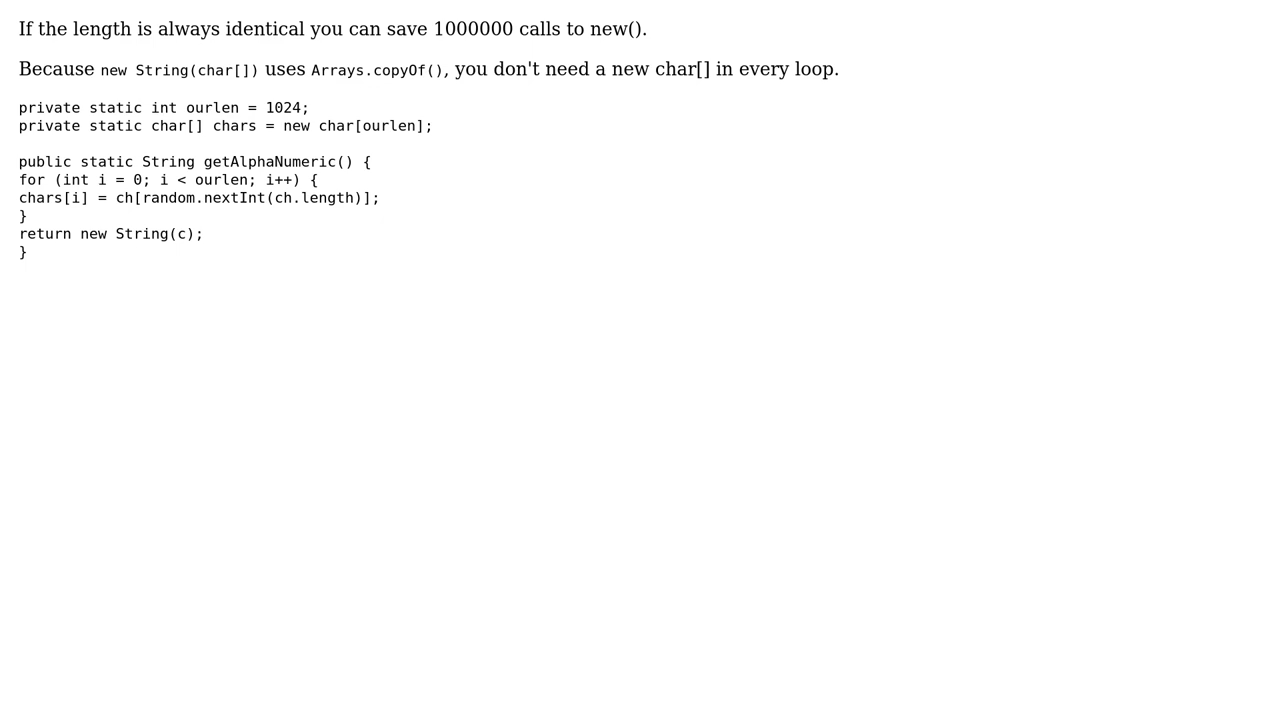 If the length is always identical you can save 1000000 calls to new().
Because new String(char[]) uses Arrays.copyOf(), you don't need a new char[] in every loop.
private static int ourlen = 1024;
private static char[] chars = new char[ourlen];
public static String getAlphaNumeric() {
for (int i = 0; i < ourlen; i++) {
chars[i] = ch[random.nextInt(ch.length)];
}
return new String(c);
}